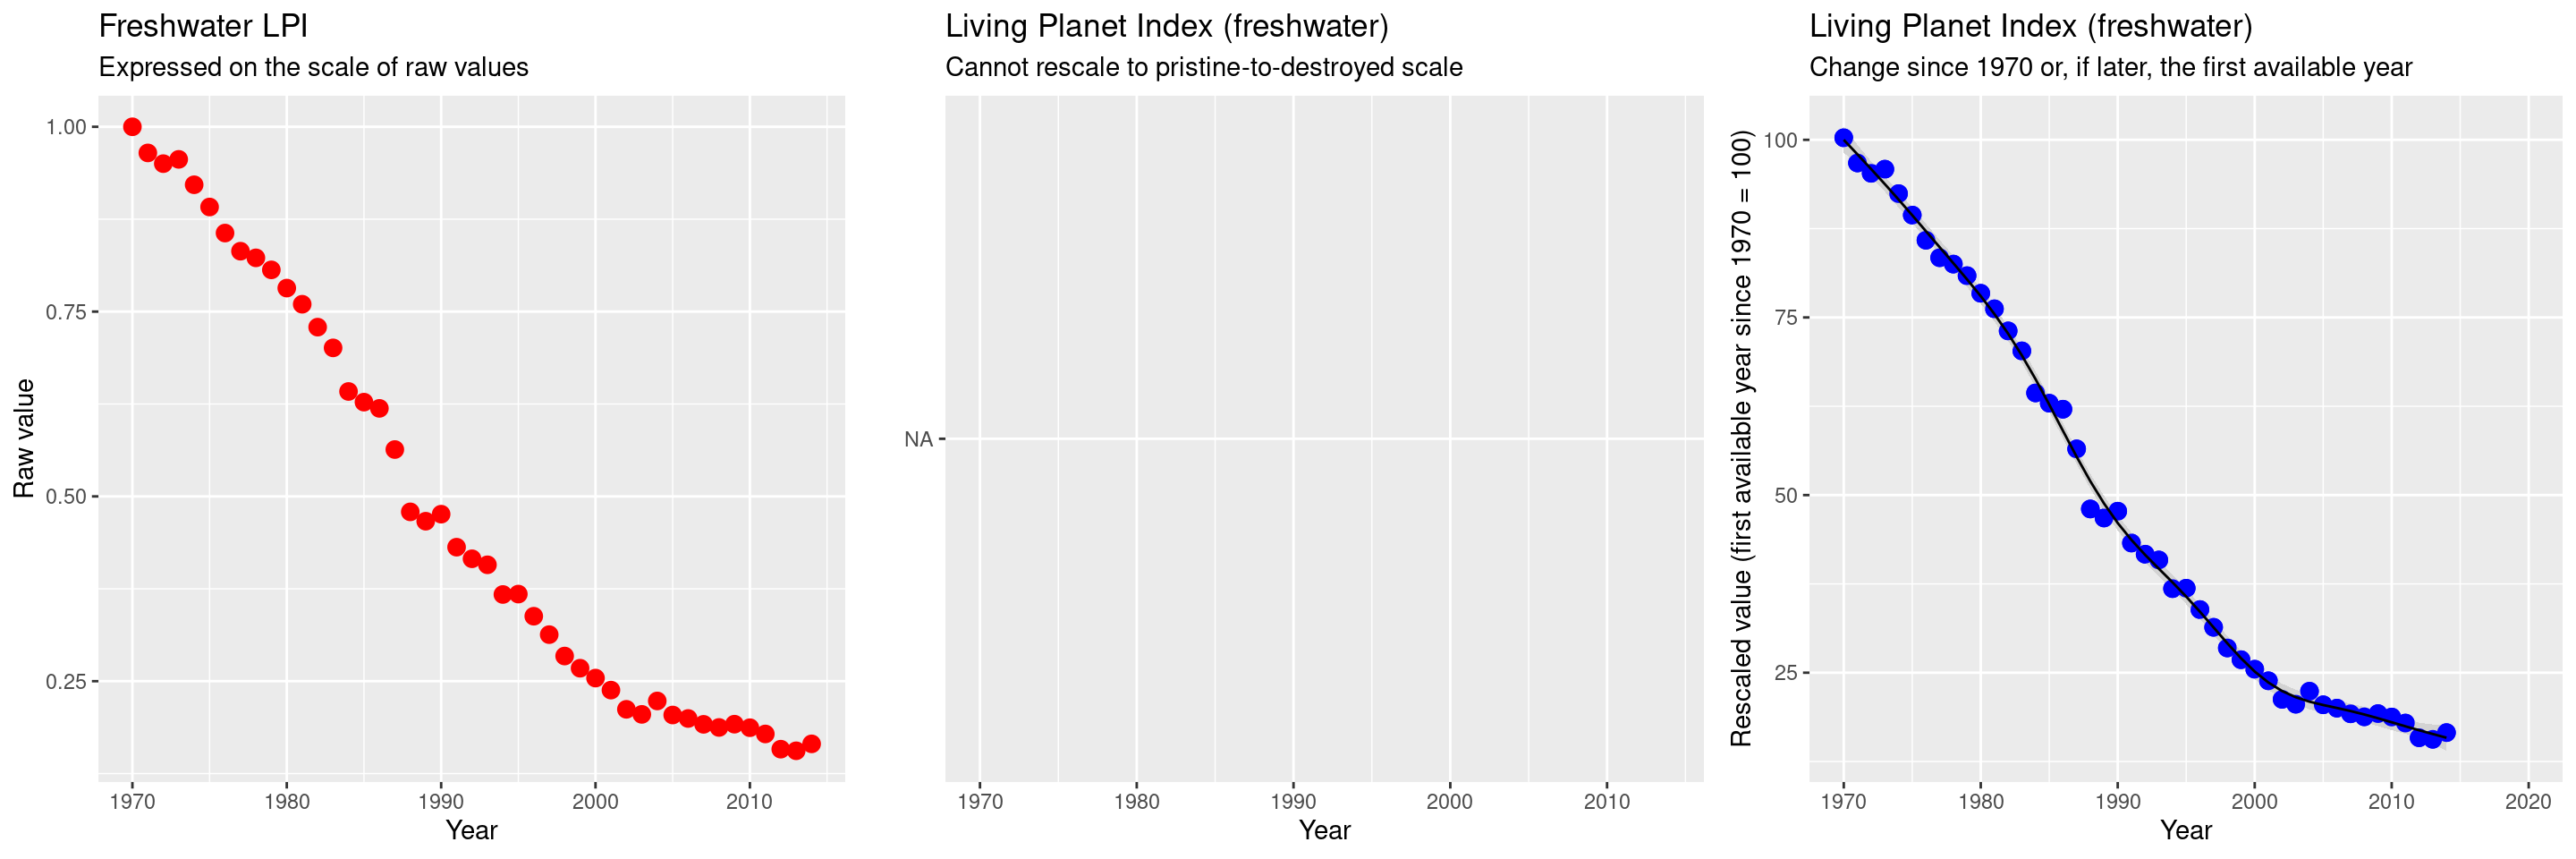 Freshwater LPI
Expressed on the scale of raw values
Raw value
1.00
0.75
0.50
0.25
1970 1980 1990 2000 2010
Year
Living Planet Index (freshwater)
Cannot rescale to pristine-to-destroyed scale
NA
1970 1980 1990 2000 2010
Year
Living Planet Index (freshwater)
Change since 1970 or, if later, the first available year
Rescaled value (first available year since 1970 = 100)
100
75
50
25
1970 1980 1990 2000 2010 2020
Year